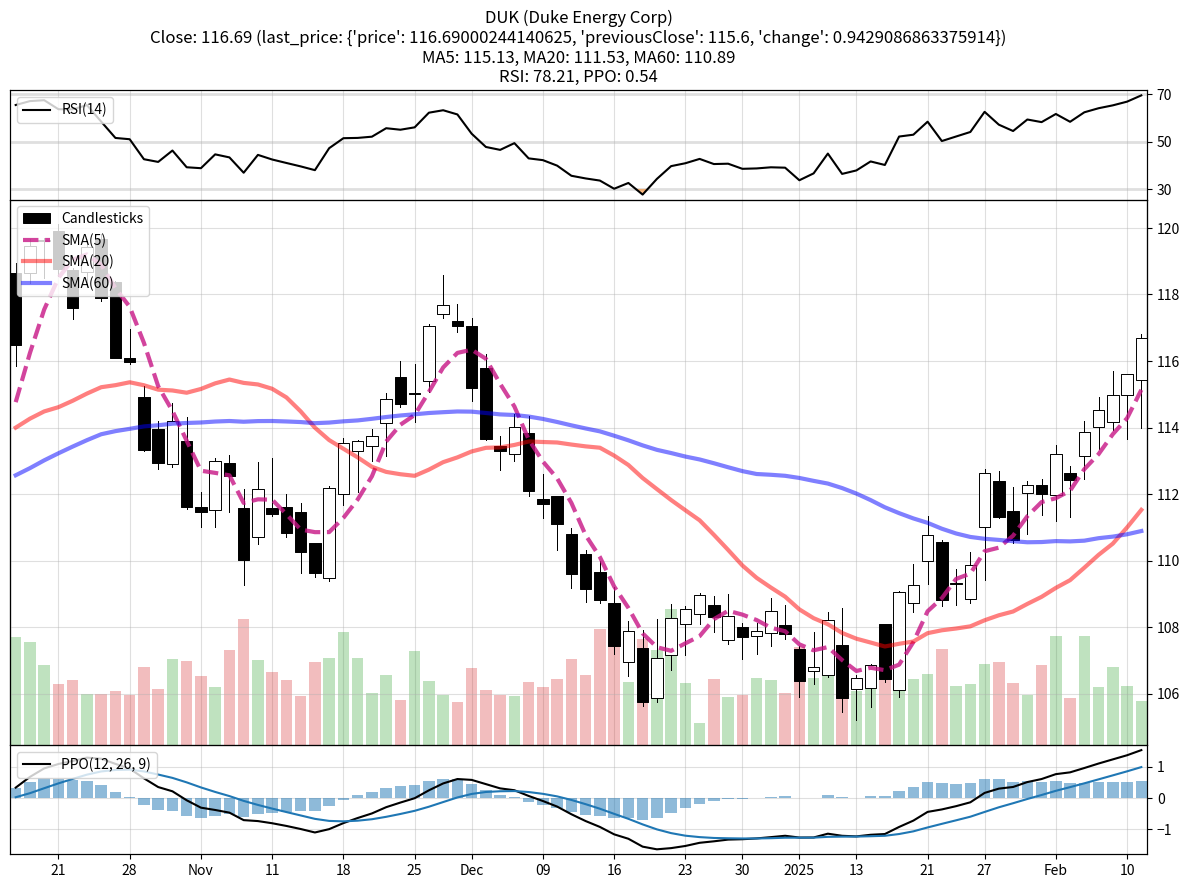 DUK (Duke Energy Corp)
Close: 116.69 (last_price: {'price': 116.69000244140625, 'previousClose': 115.6, 'change': 0.9429086863375914})
MA5: 115.13, MA20: 111.53, MA60: 110.89
RSI: 78.21, PPO: 0.54
RSI(14)
70
50
30
Candlesticks
SMA(5)
SMA(20)
SMA(60)
120
118
116
114
112
110
108
106
PPO(12, 26, 9)
1
0
−1
21 28 Nov 11 18 25 Dec 09 16 23 30 2025 13 21 27 Feb 10